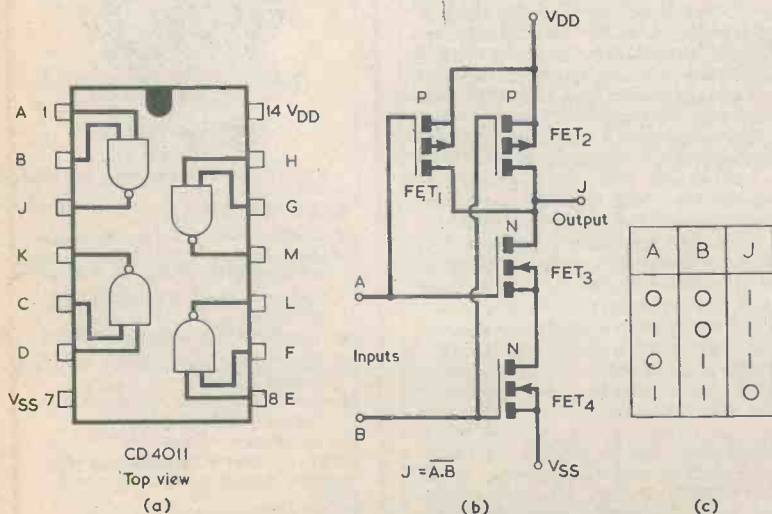 A 1
14 VDD
B
H
J
G
K
M
C
L
D
F
VSS 7
8 E
CD 4011
Top view
(a)
VDD
P
P
FET1
FET2
J
Output
N
FET3
A
Inputs
N
FET4
B
J = A.B̅
VSS
(b)
A B J
0 0 1
1 0 1
0 1 1
1 1 0
(c)